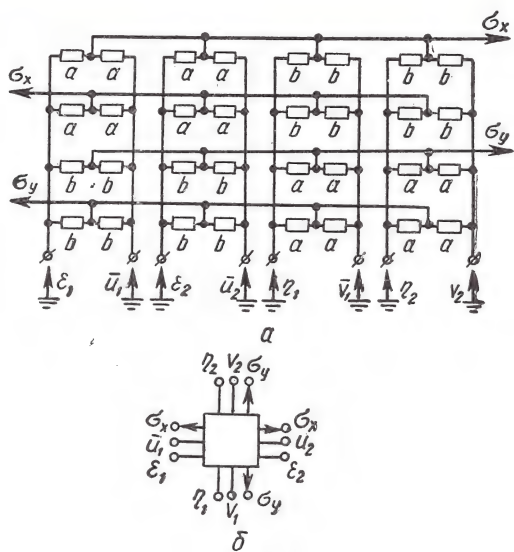 σx
a a a a b b b b
σx
a a a a b b b b
σy
b b b b a a a a
σy
b b b b a a a a
ε₁ ū₁ ε₂ ū₂ η₁ v̄₁ η₂ v₂
а
η₂ v₂ σy
σx σx
ū₁ u₂
ε₁ ε₂
η₁ v₁ σy
б